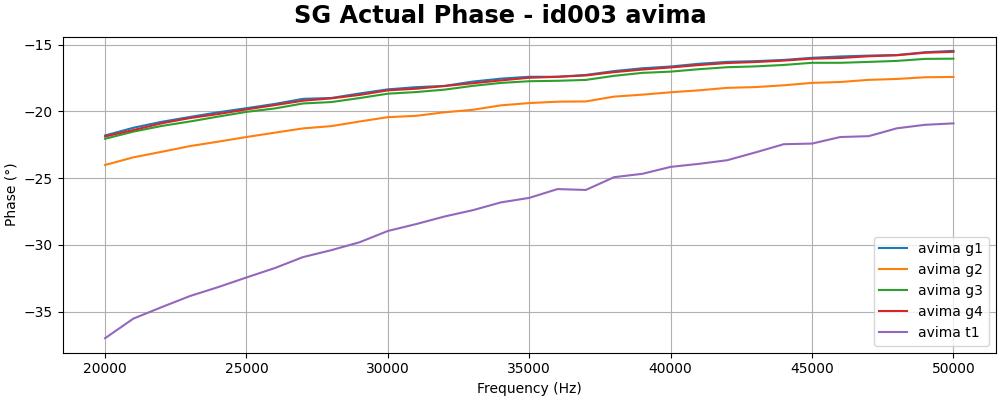 SG Actual Phase - id003 avima
Phase (°)
−15
−20
−25
−30
−35
20000 25000 30000 35000 40000 45000 50000
Frequency (Hz)
avima g1
avima g2
avima g3
avima g4
avima t1